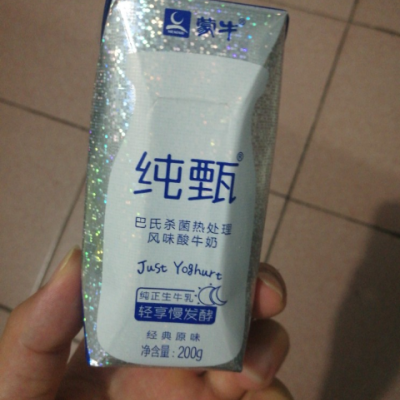 蒙牛
纯甄®
巴氏杀菌热处理
风味酸牛奶
Just Yoghurt
纯正生牛乳
轻享慢发酵
经典原味
净含量:200g